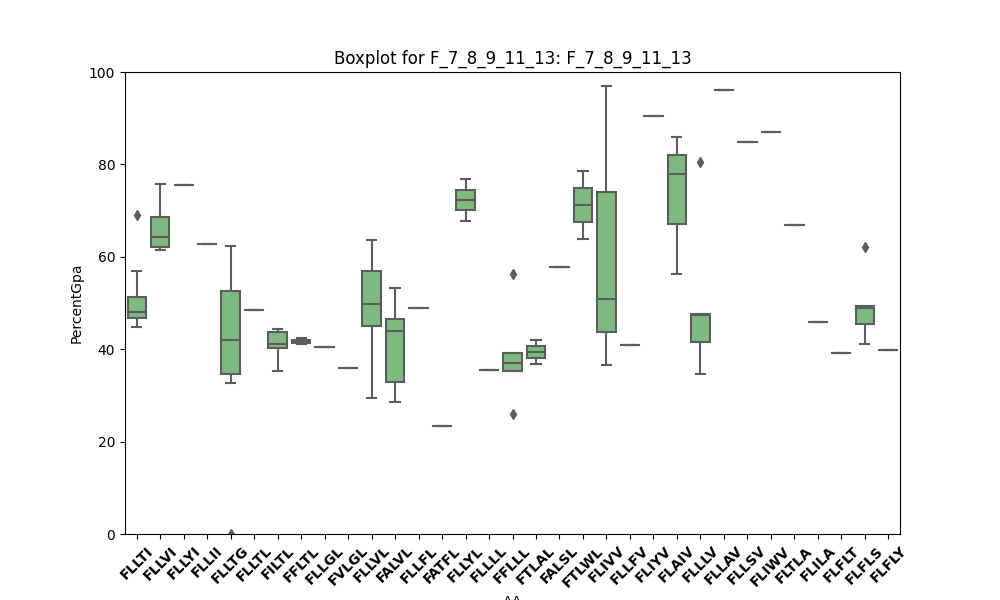 Boxplot for F_7_8_9_11_13: F_7_8_9_11_13
PercentGpa
100
80
60
40
20
0
FLLTI
FLLVI
FLLYI
FLLII
FLLTG
FLLTL
FILTL
FFLTL
FLLGL
FVLGL
FLLVL
FALVL
FLLFL
FATFL
FLLYL
FLLLL
FFLLL
FTLAL
FALSL
FTLWL
FLIVV
FLLFV
FLIYV
FLAIV
FLLLV
FLLAV
FLLSV
FLIWV
FLTLA
FLILA
FLFLT
FLFLS
FLFLY